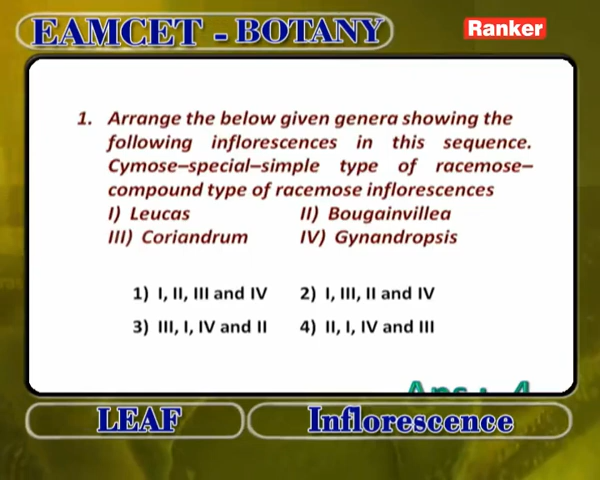 EAMCET - BOTANY
Ranker
1. Arrange the below given genera showing the
following inflorescences in this sequence.
Cymose–special–simple type of racemose–
compound type of racemose inflorescences
I) Leucas II) Bougainvillea
III) Coriandrum IV) Gynandropsis
1) I, II, III and IV 2) I, III, II and IV
3) III, I, IV and II 4) II, I, IV and III
Ans : 4
LEAF Inflorescence